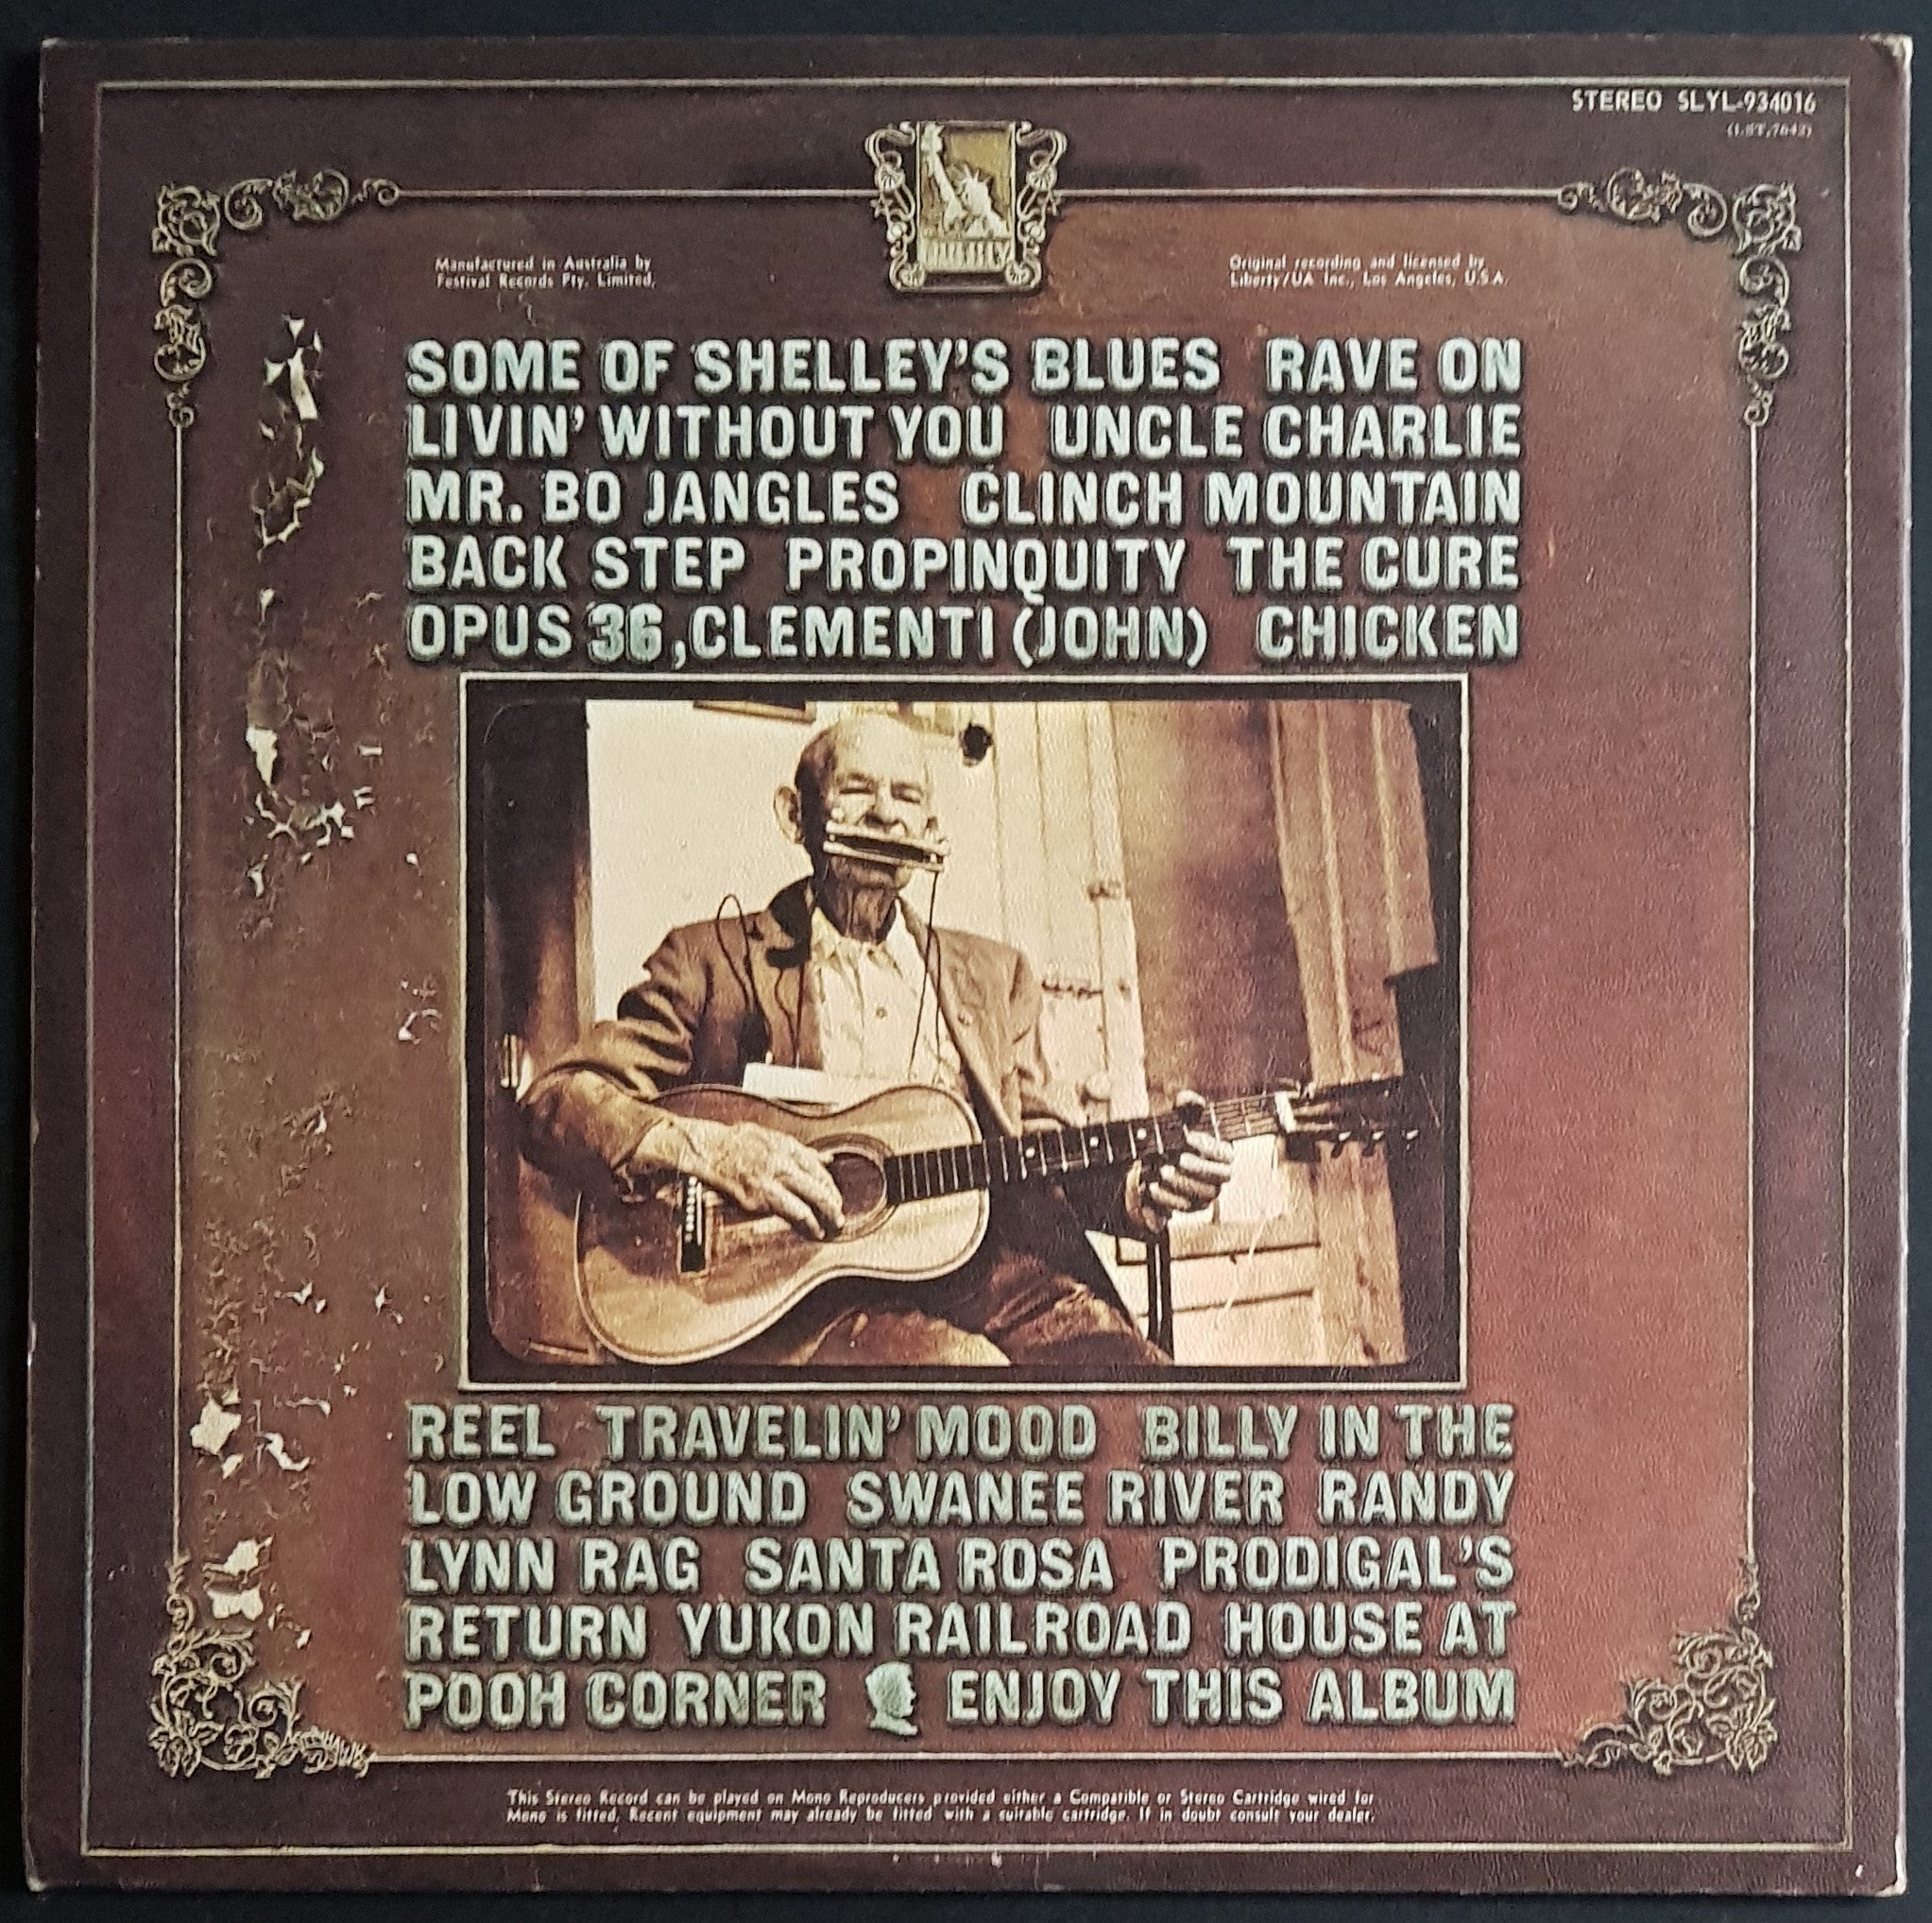 STEREO SLYL-934016
(LST-7642)
LIBERTY
Manufactured in Australia by
Festival Records Pty. Limited.
Original recording and licensed by
Liberty/UA Inc., Los Angeles, U.S.A.
SOME OF SHELLEY'S BLUES RAVE ON
LIVIN' WITHOUT YOU UNCLE CHARLIE
MR. BO JANGLES CLINCH MOUNTAIN
BACK STEP PROPINQUITY THE CURE
OPUS 36, CLEMENTI (JOHN) CHICKEN
REEL TRAVELIN' MOOD BILLY IN THE
LOW GROUND SWANEE RIVER RANDY
LYNN RAG SANTA ROSA PRODIGAL'S
RETURN YUKON RAILROAD HOUSE AT
POOH CORNER ENJOY THIS ALBUM
This Stereo Record can be played on Mono Reproducers provided either a Compatible or Stereo Cartridge wired for
Mono is fitted. Recent equipment may already be fitted with a suitable cartridge. If in doubt consult your dealer.